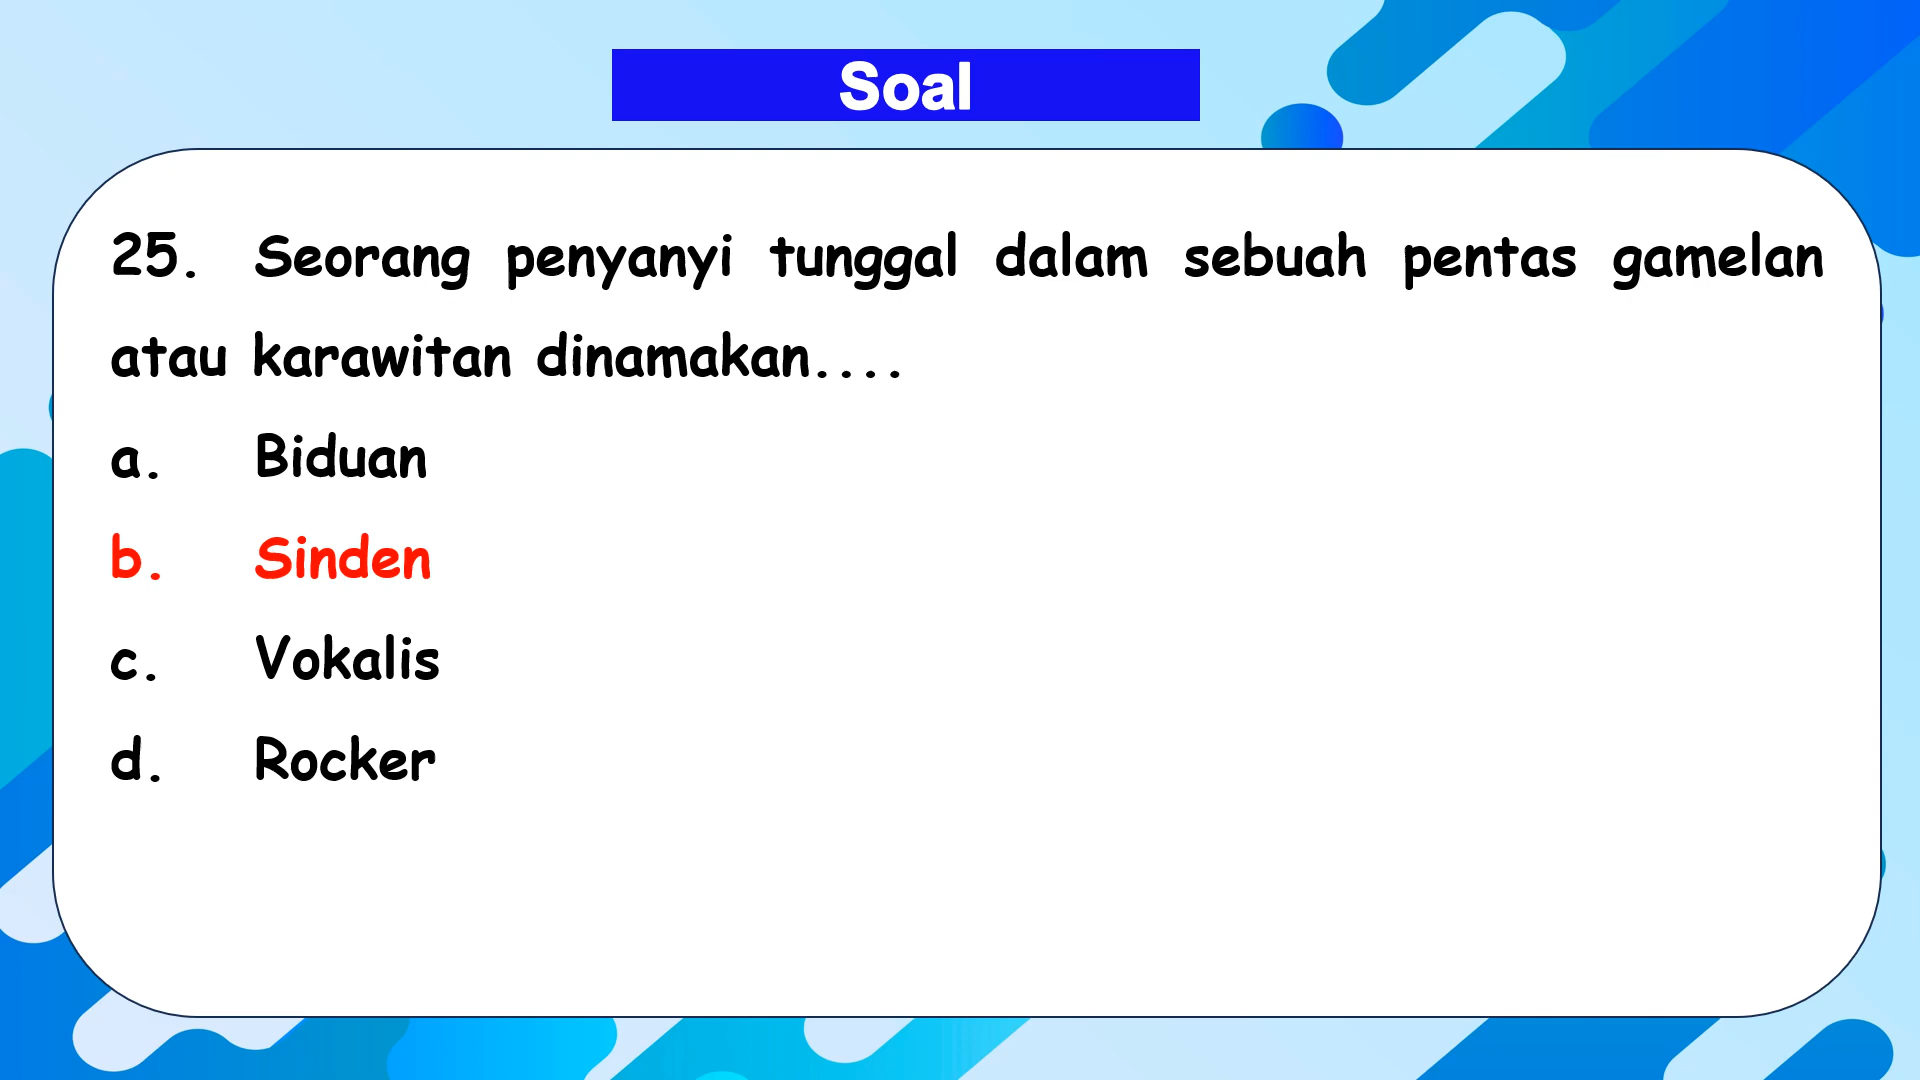 Soal
25. Seorang penyanyi tunggal dalam sebuah pentas gamelan
atau karawitan dinamakan....
a. Biduan
b. Sinden
c. Vokalis
d. Rocker